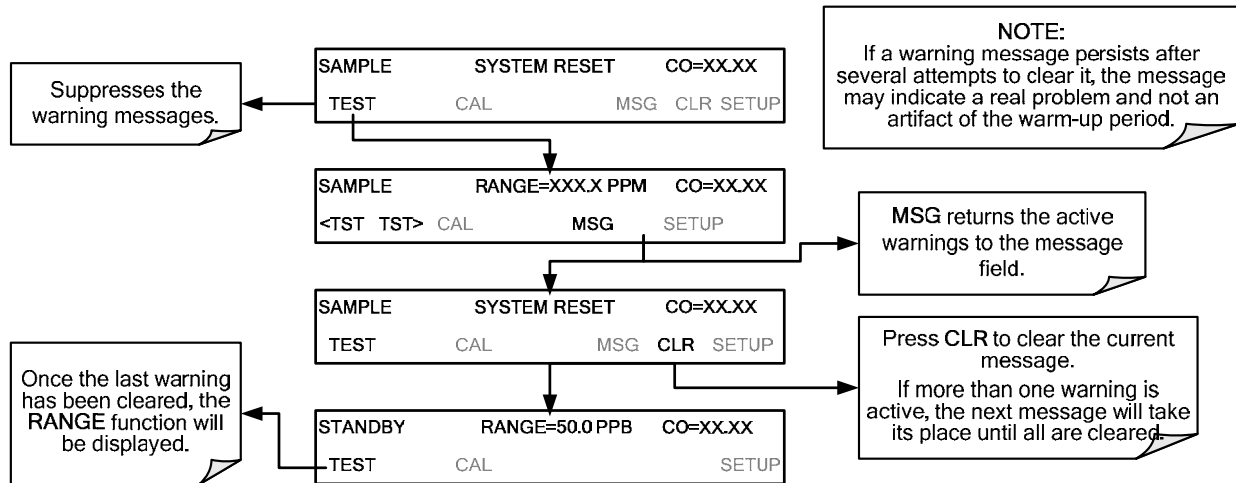 NOTE:
If a warning message persists after
several attempts to clear it, the message
may indicate a real problem and not an
artifact of the warm-up period.
Suppresses the
warning messages.
SAMPLE SYSTEM RESET CO=XX.XX
TEST CAL MSG CLR SETUP
SAMPLE RANGE=XXX.X PPM CO=XX.XX
<TST TST> CAL MSG SETUP
MSG returns the active
warnings to the message
field.
SAMPLE SYSTEM RESET CO=XX.XX
TEST CAL MSG CLR SETUP
Press CLR to clear the current
message.
If more than one warning is
active, the next message will take
its place until all are cleared.
Once the last warning
has been cleared, the
RANGE function will
be displayed.
STANDBY RANGE=50.0 PPB CO=XX.XX
TEST CAL SETUP